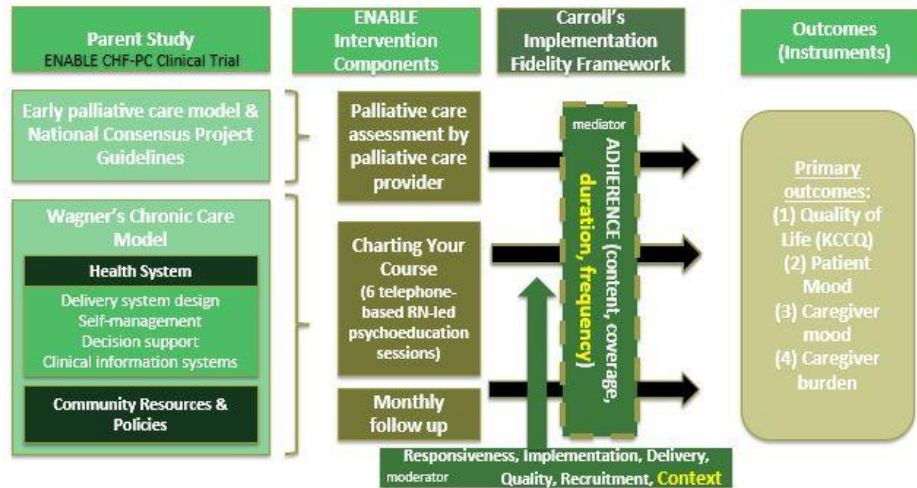 Parent Study
ENABLE CHF-PC Clinical Trial
ENABLE
Intervention
Components
Carroll's
Implementation
Fidelity Framework
Outcomes
(Instruments)
Early palliative care model &
National Consensus Project
Guidelines
Wagner's Chronic Care
Model
Health System
Delivery system design
Self-management
Decision support
Clinical information systems
Community Resources &
Policies
Palliative care
assessment by
palliative care
provider
Charting Your
Course
(6 telephone-
based RN-led
psychoeducation
sessions)
Monthly
follow up
mediator
ADHERENCE (content, coverage,
duration, frequency)
Responsiveness, Implementation, Delivery,
moderator Quality, Recruitment, Context
Primary
outcomes:
(1) Quality of
Life (KCCQ)
(2) Patient
Mood
(3) Caregiver
mood
(4) Caregiver
burden